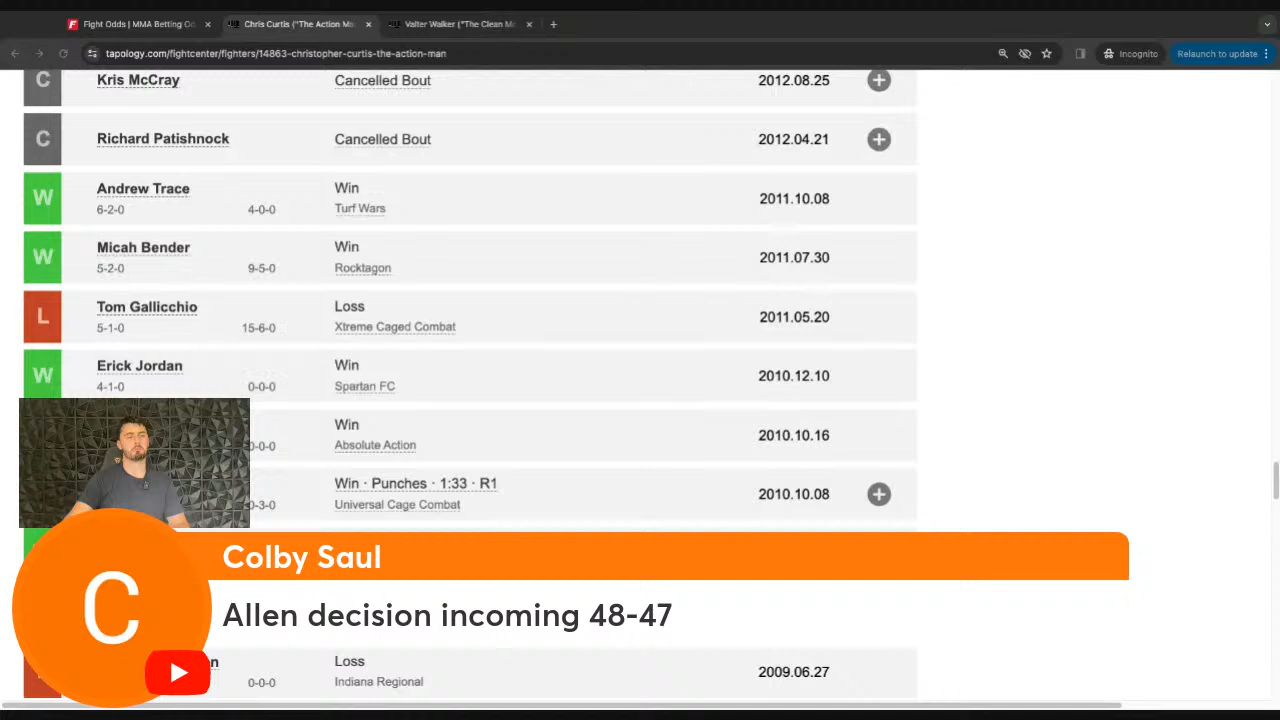 Fight Odds | MMA Betting Od
Chris Curtis ("The Action Ma
Valter Walker ("The Clean M
tapology.com/fightcenter/fighters/14863-christopher-curtis-the-action-man
Incognito
Relaunch to update
C
Kris McCray
Cancelled Bout
2012.08.25
C
Richard Patishnock
Cancelled Bout
2012.04.21
W
Andrew Trace
Win
2011.10.08
6-2-0
4-0-0
Turf Wars
W
Micah Bender
Win
2011.07.30
5-2-0
9-5-0
Rocktagon
L
Tom Gallicchio
Loss
2011.05.20
5-1-0
15-6-0
Xtreme Caged Combat
W
Erick Jordan
Win
2010.12.10
4-1-0
0-0-0
Spartan FC
Win
2010.10.16
0-0-0
Absolute Action
Win · Punches · 1:33 · R1
2010.10.08
0-3-0
Universal Cage Combat
C
Colby Saul
Allen decision incoming 48-47
n
Loss
2009.06.27
0-0-0
Indiana Regional